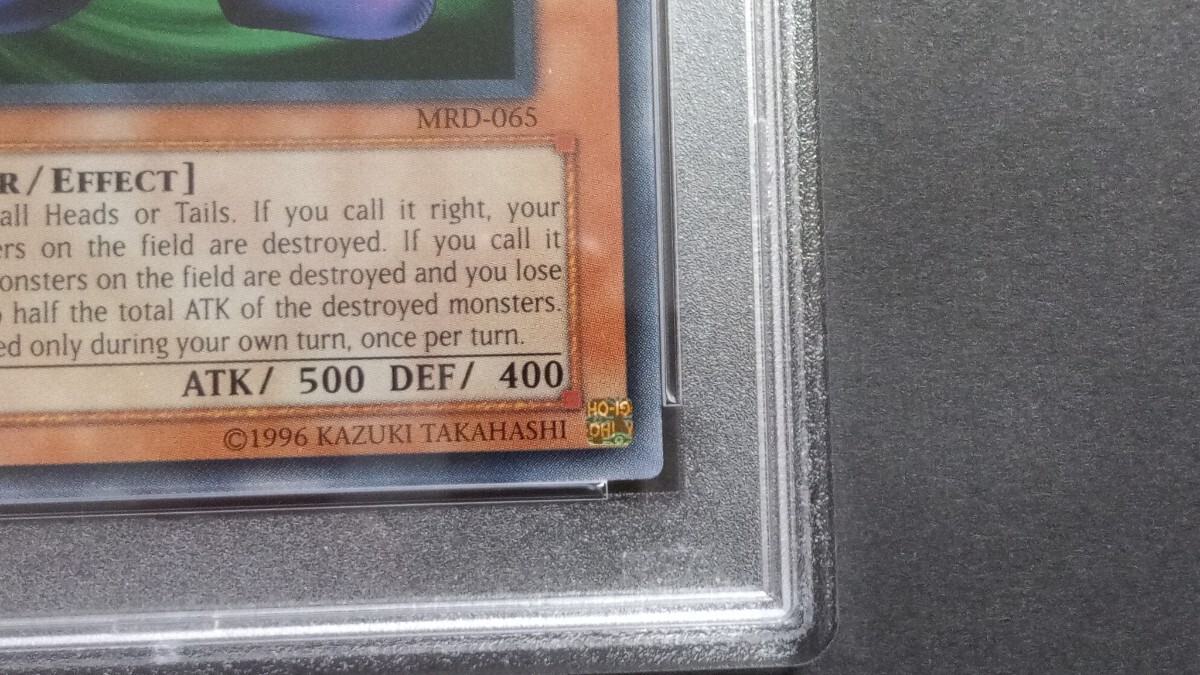 MRD-065
R/EFFECT]
all Heads or Tails. If you call it right, your
ers on the field are destroyed. If you call it
onsters on the field are destroyed and you lose
half the total ATK of the destroyed monsters.
ed only during your own turn, once per turn.
ATK/ 500 DEF/ 400
©1996 KAZUKI TAKAHASHI